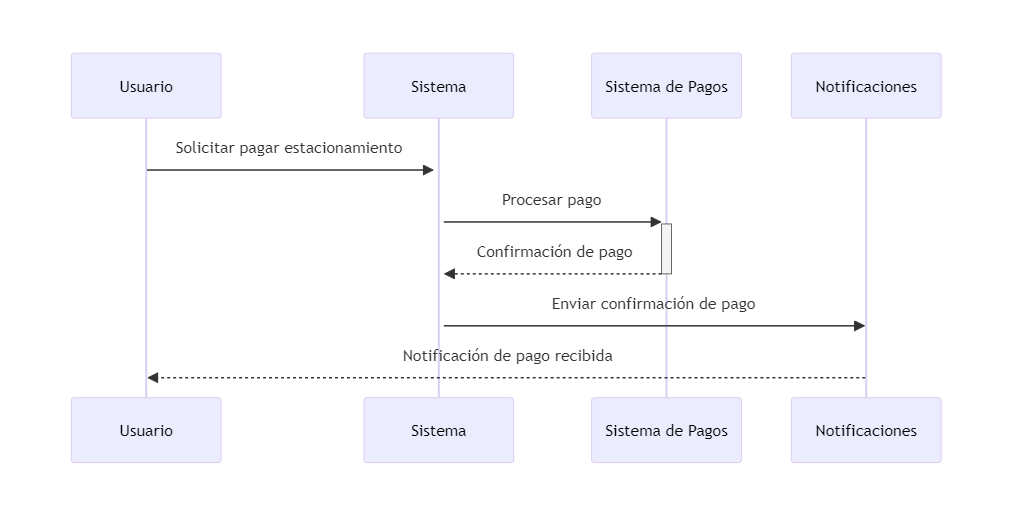 Usuario
Sistema
Sistema de Pagos
Notificaciones
Solicitar pagar estacionamiento
Procesar pago
Confirmación de pago
Enviar confirmación de pago
Notificación de pago recibida
Usuario
Sistema
Sistema de Pagos
Notificaciones